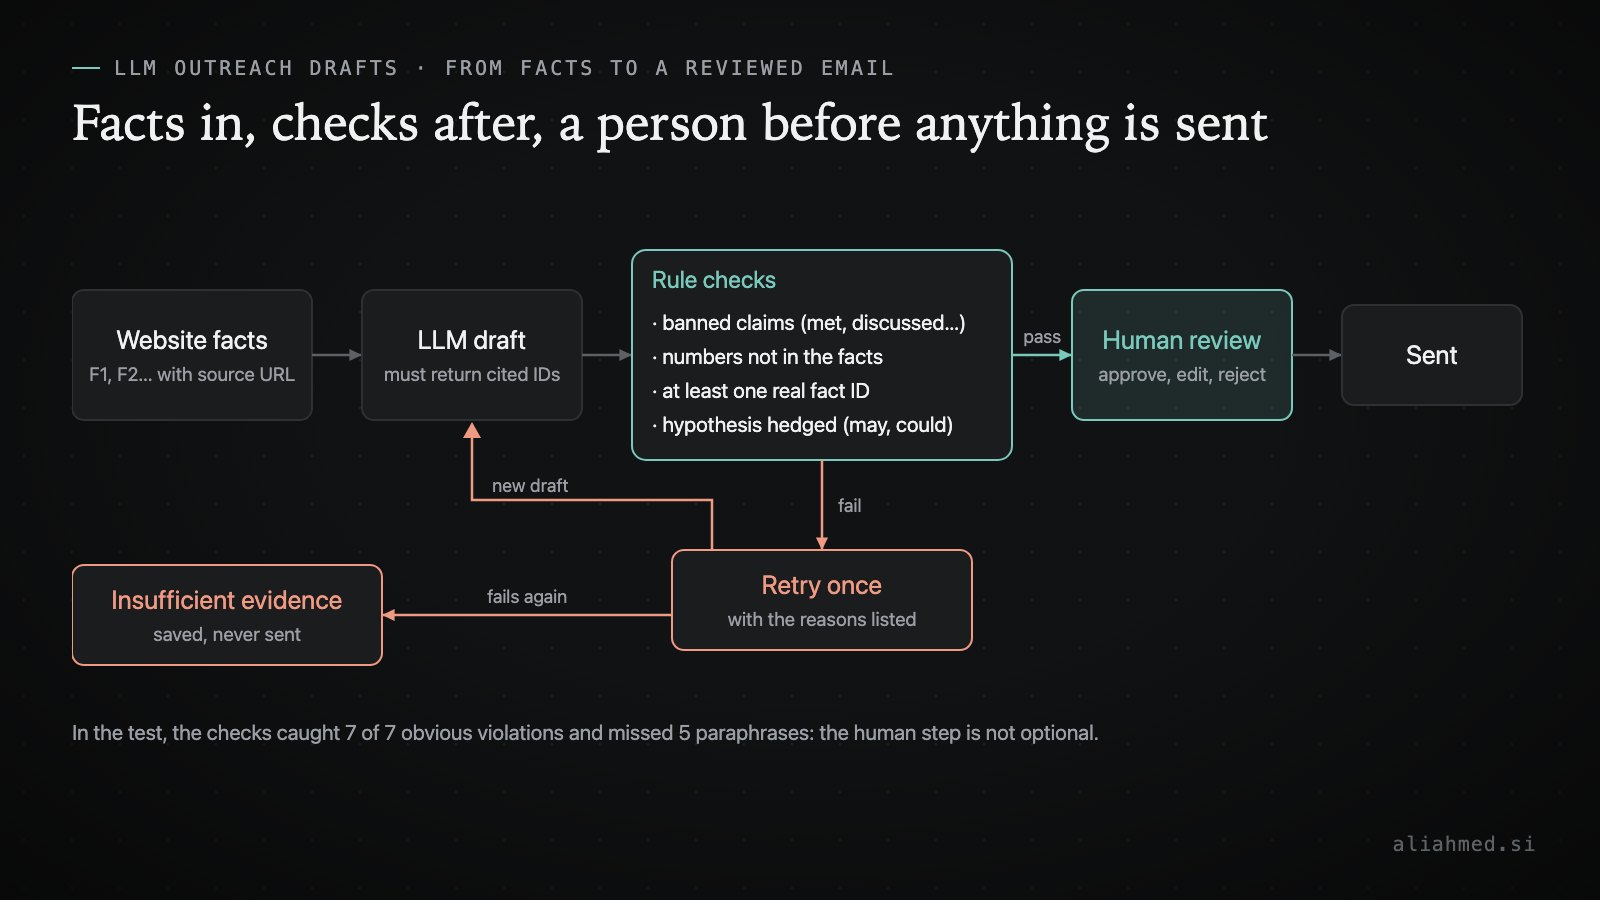 LLM OUTREACH DRAFTS · FROM FACTS TO A REVIEWED EMAIL
Facts in, checks after, a person before anything is sent
Website facts
F1, F2... with source URL
LLM draft
must return cited IDs
Rule checks
· banned claims (met, discussed...)
· numbers not in the facts
· at least one real fact ID
· hypothesis hedged (may, could)
pass
Human review
approve, edit, reject
Sent
new draft
fail
Insufficient evidence
saved, never sent
fails again
Retry once
with the reasons listed
In the test, the checks caught 7 of 7 obvious violations and missed 5 paraphrases: the human step is not optional.
aliahmed.si